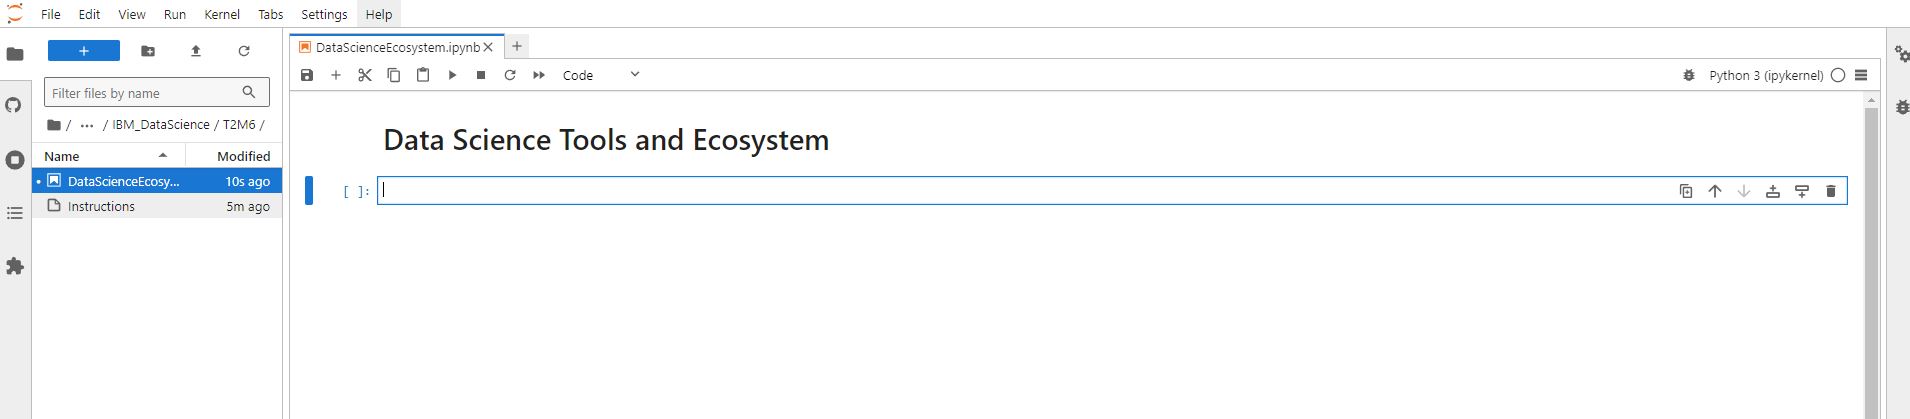 File Edit View Run Kernel Tabs Settings Help
DataScienceEcosystem.ipynb
Code
Python 3 (ipykernel)
Filter files by name
/ ··· / IBM_DataScience / T2M6 /
Name Modified
DataScienceEcosy... 10s ago
Instructions 5m ago
Data Science Tools and Ecosystem
[ ]: